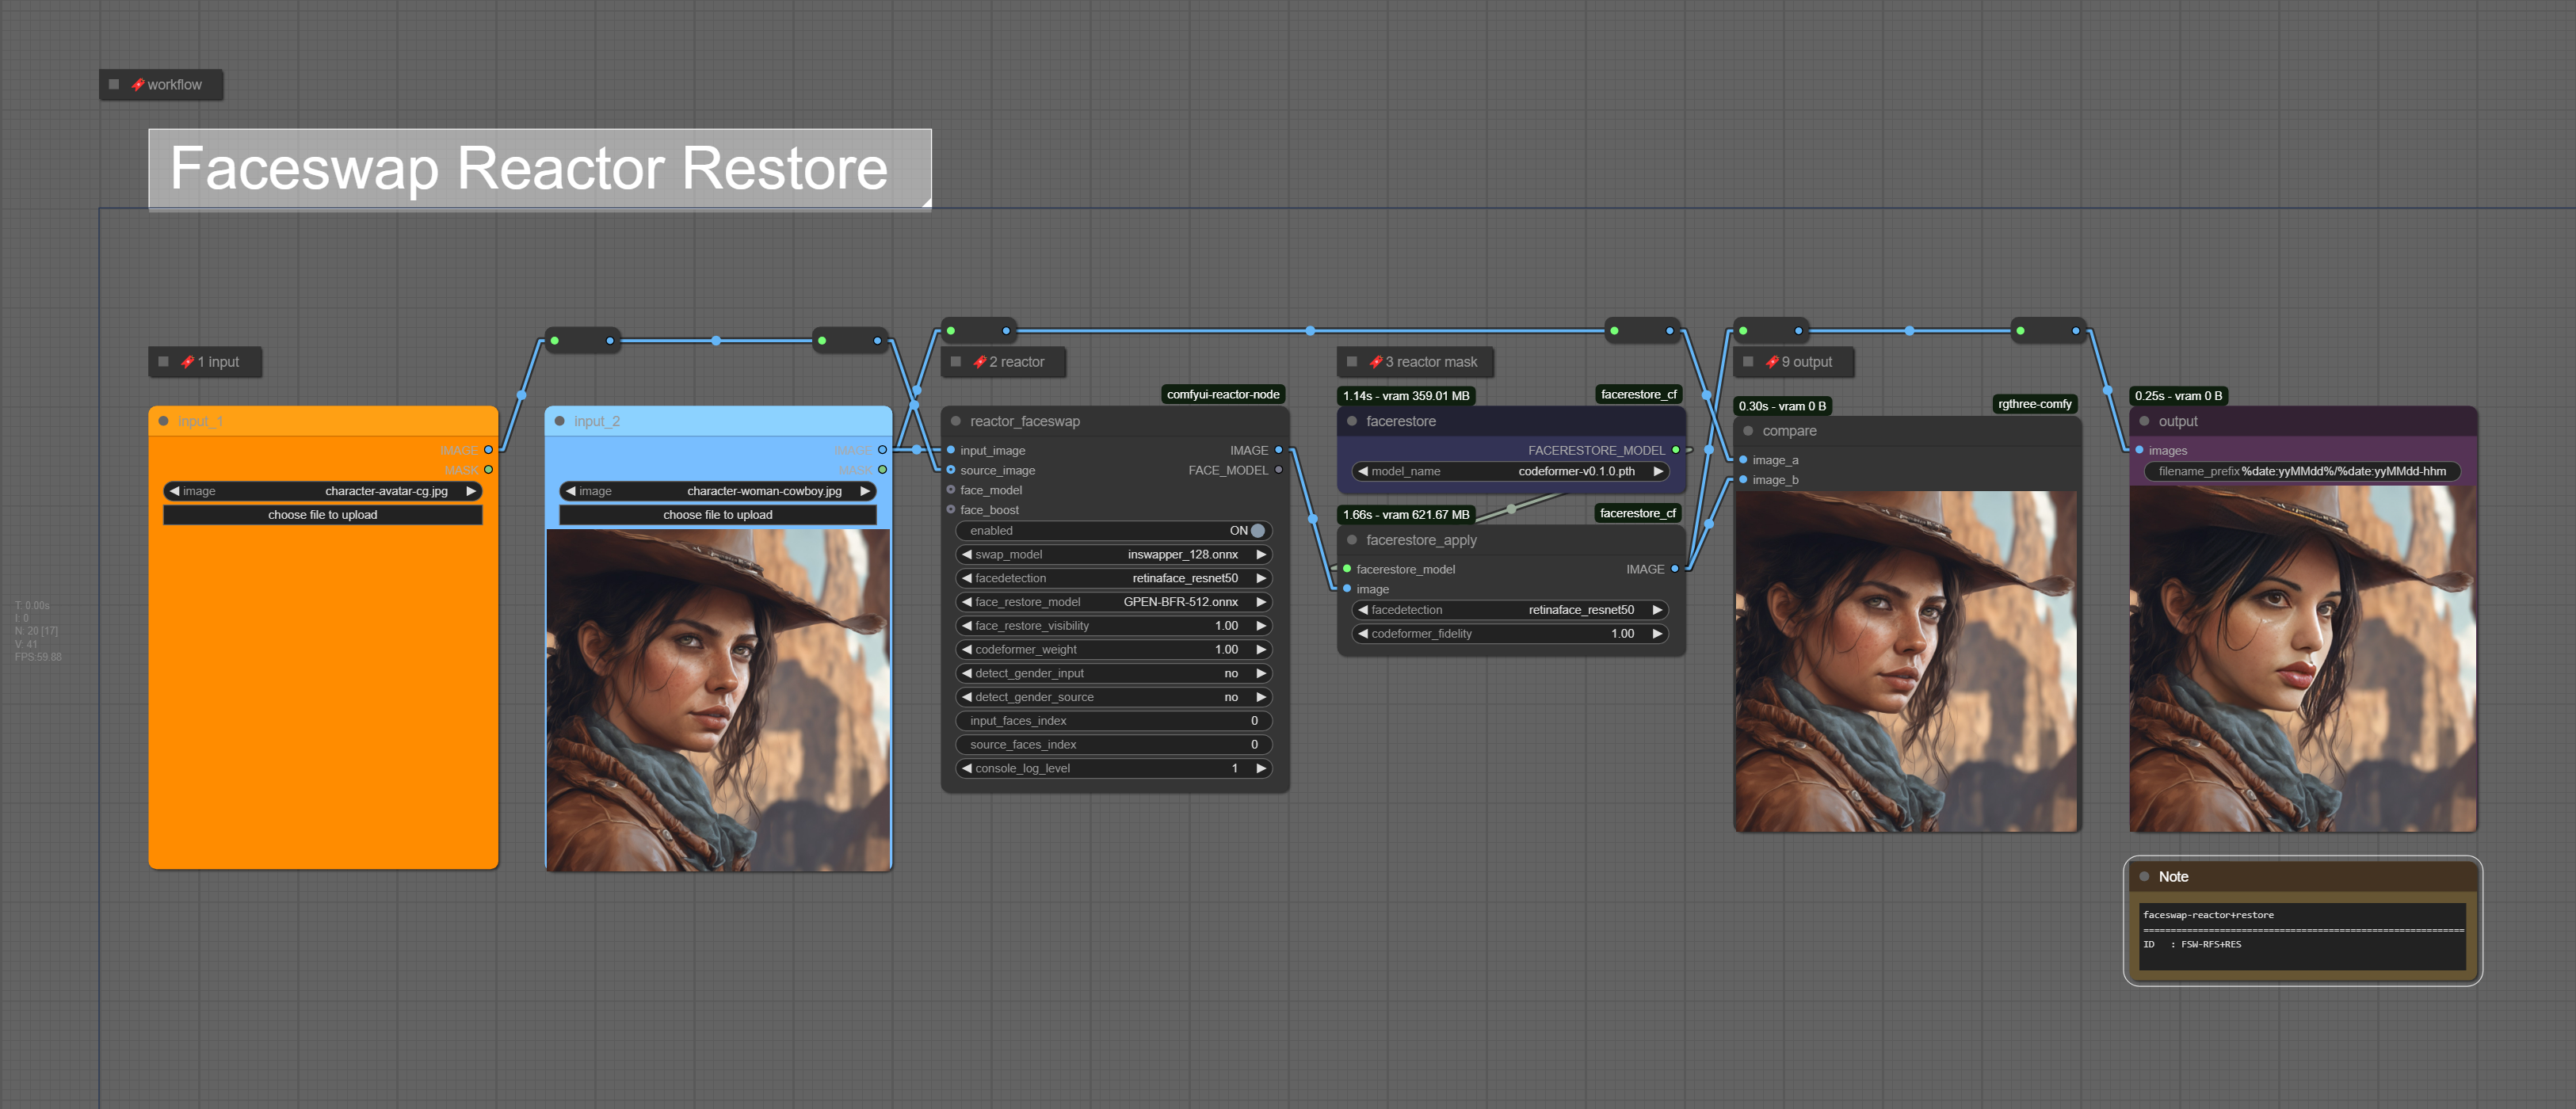 workflow
Faceswap Reactor Restore
1 input
2 reactor
3 reactor mask
9 output
input_1
IMAGE
MASK
image character-avatar-cg.jpg
choose file to upload
input_2
IMAGE
MASK
image character-woman-cowboy.jpg
choose file to upload
comfyui-reactor-node
reactor_faceswap
input_image IMAGE
source_image FACE_MODEL
face_model
face_boost
enabled ON
swap_model inswapper_128.onnx
facedetection retinaface_resnet50
face_restore_model GPEN-BFR-512.onnx
face_restore_visibility 1.00
codeformer_weight 1.00
detect_gender_input no
detect_gender_source no
input_faces_index 0
source_faces_index 0
console_log_level 1
1.14s - vram 359.01 MB facerestore_cf
facerestore
FACERESTORE_MODEL
model_name codeformer-v0.1.0.pth
1.66s - vram 621.67 MB facerestore_cf
facerestore_apply
facerestore_model IMAGE
image
facedetection retinaface_resnet50
codeformer_fidelity 1.00
0.30s - vram 0 B rgthree-comfy
compare
image_a
image_b
0.25s - vram 0 B
output
images
filename_prefix %date:yyMMdd%/%date:yyMMdd-hhm
Note
faceswap-reactor+restore
============================================================
ID : FSW-RFS+RES
T: 0.00s
I: 0
N: 20 [17]
V: 41
FPS:59.88